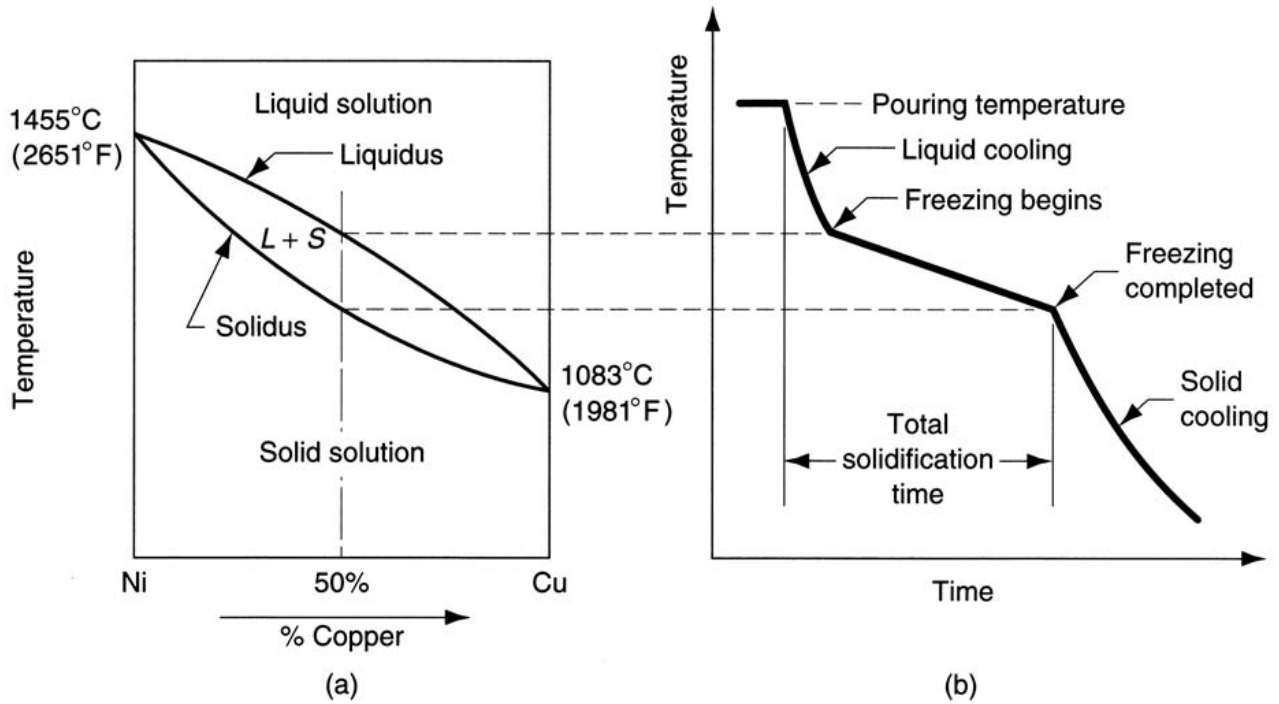 1455°C
(2651°F)
Liquid solution
Liquidus
L + S
Solidus
Temperature
1083°C
(1981°F)
Solid solution
Ni
50%
Cu
% Copper
(a)
Temperature
Pouring temperature
Liquid cooling
Freezing begins
Freezing
completed
Solid
cooling
Total
solidification
time
Time
(b)